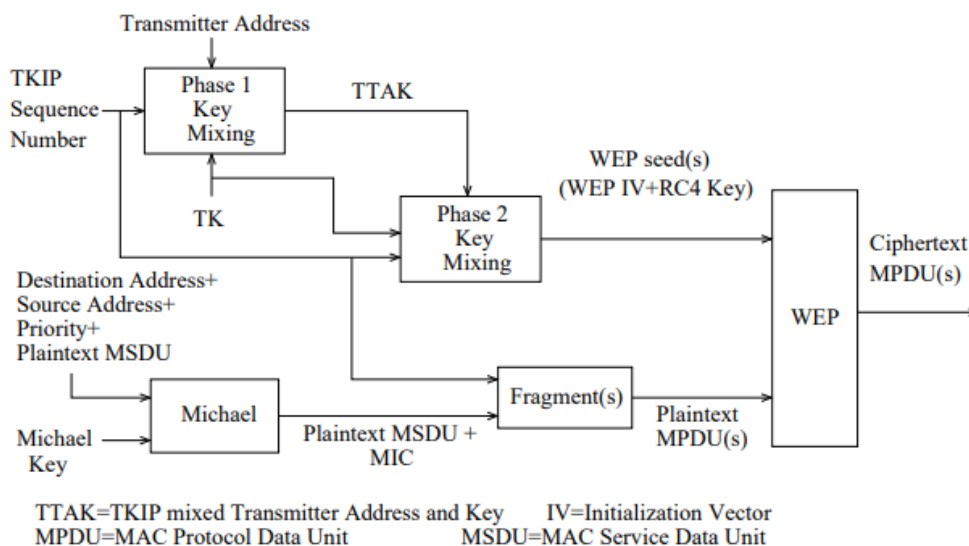 Transmitter Address
TKIP
Sequence
Number
Phase 1
Key
Mixing
TTAK
TK
Phase 2
Key
Mixing
WEP seed(s)
(WEP IV+RC4 Key)
WEP
Ciphertext
MPDU(s)
Destination Address+
Source Address+
Priority+
Plaintext MSDU
Michael
Key
Michael
Plaintext MSDU +
MIC
Fragment(s)
Plaintext
MPDU(s)
TTAK=TKIP mixed Transmitter Address and Key IV=Initialization Vector
MPDU=MAC Protocol Data Unit MSDU=MAC Service Data Unit